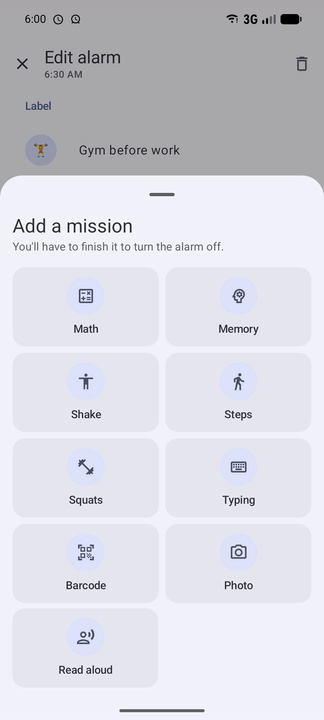 6:00
3G
Edit alarm
6:30 AM
Label
Gym before work
Add a mission
You'll have to finish it to turn the alarm off.
Math
Memory
Shake
Steps
Squats
Typing
Barcode
Photo
Read aloud